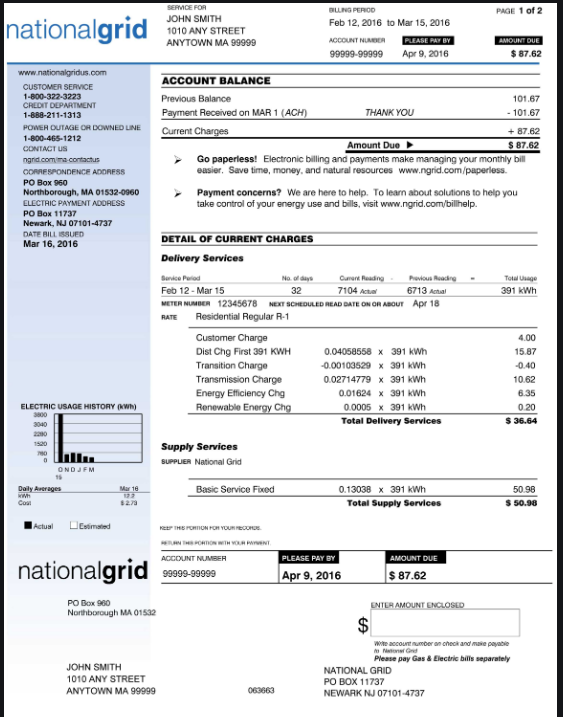 nationalgrid
SERVICE FOR
JOHN SMITH
1010 ANY STREET
ANYTOWN MA 99999
BILLING PERIOD
Feb 12, 2016 to Mar 15, 2016
PAGE 1 of 2
ACCOUNT NUMBER PLEASE PAY BY AMOUNT DUE
99999-99999 Apr 9, 2016 $ 87.62
www.nationalgridus.com
CUSTOMER SERVICE
1-800-322-3223
CREDIT DEPARTMENT
1-888-211-1313
POWER OUTAGE OR DOWNED LINE
1-800-465-1212
CONTACT US
ngrid.com/ma-contactus
CORRESPONDENCE ADDRESS
PO Box 960
Northborough, MA 01532-0960
ELECTRIC PAYMENT ADDRESS
PO Box 11737
Newark, NJ 07101-4737
DATE BILL ISSUED
Mar 16, 2016
ACCOUNT BALANCE
Previous Balance 101.67
Payment Received on MAR 1 (ACH) THANK YOU - 101.67
Current Charges + 87.62
Amount Due ▶ $ 87.62
➢ Go paperless! Electronic billing and payments make managing your monthly bill
easier. Save time, money, and natural resources www.ngrid.com/paperless.
➢ Payment concerns? We are here to help. To learn about solutions to help you
take control of your energy use and bills, visit www.ngrid.com/billhelp.
DETAIL OF CURRENT CHARGES
Delivery Services
Service Period No. of days Current Reading - Previous Reading = Total Usage
Feb 12 - Mar 15 32 7104 Actual 6713 Actual 391 kWh
METER NUMBER 12345678 NEXT SCHEDULED READ DATE ON OR ABOUT Apr 18
RATE Residential Regular R-1
Customer Charge 4.00
Dist Chg First 391 KWH 0.04058558 x 391 kWh 15.87
Transition Charge -0.00103529 x 391 kWh -0.40
Transmission Charge 0.02714779 x 391 kWh 10.62
Energy Efficiency Chg 0.01624 x 391 kWh 6.35
Renewable Energy Chg 0.0005 x 391 kWh 0.20
Total Delivery Services $ 36.64
ELECTRIC USAGE HISTORY (kWh)
3800
3040
2280
1520
760
0
O N D J F M
15
Daily Averages Mar 16
kWh 12.2
Cost $ 2.73
Actual Estimated
Supply Services
SUPPLIER National Grid
Basic Service Fixed 0.13038 x 391 kWh 50.98
Total Supply Services $ 50.98
KEEP THIS PORTION FOR YOUR RECORDS.
RETURN THIS PORTION WITH YOUR PAYMENT.
nationalgrid
ACCOUNT NUMBER PLEASE PAY BY AMOUNT DUE
99999-99999 Apr 9, 2016 $ 87.62
PO Box 960
Northborough MA 01532
ENTER AMOUNT ENCLOSED
$
Write account number on check and make payable
to National Grid
Please pay Gas & Electric bills separately
JOHN SMITH
1010 ANY STREET
ANYTOWN MA 99999
063663
NATIONAL GRID
PO BOX 11737
NEWARK NJ 07101-4737